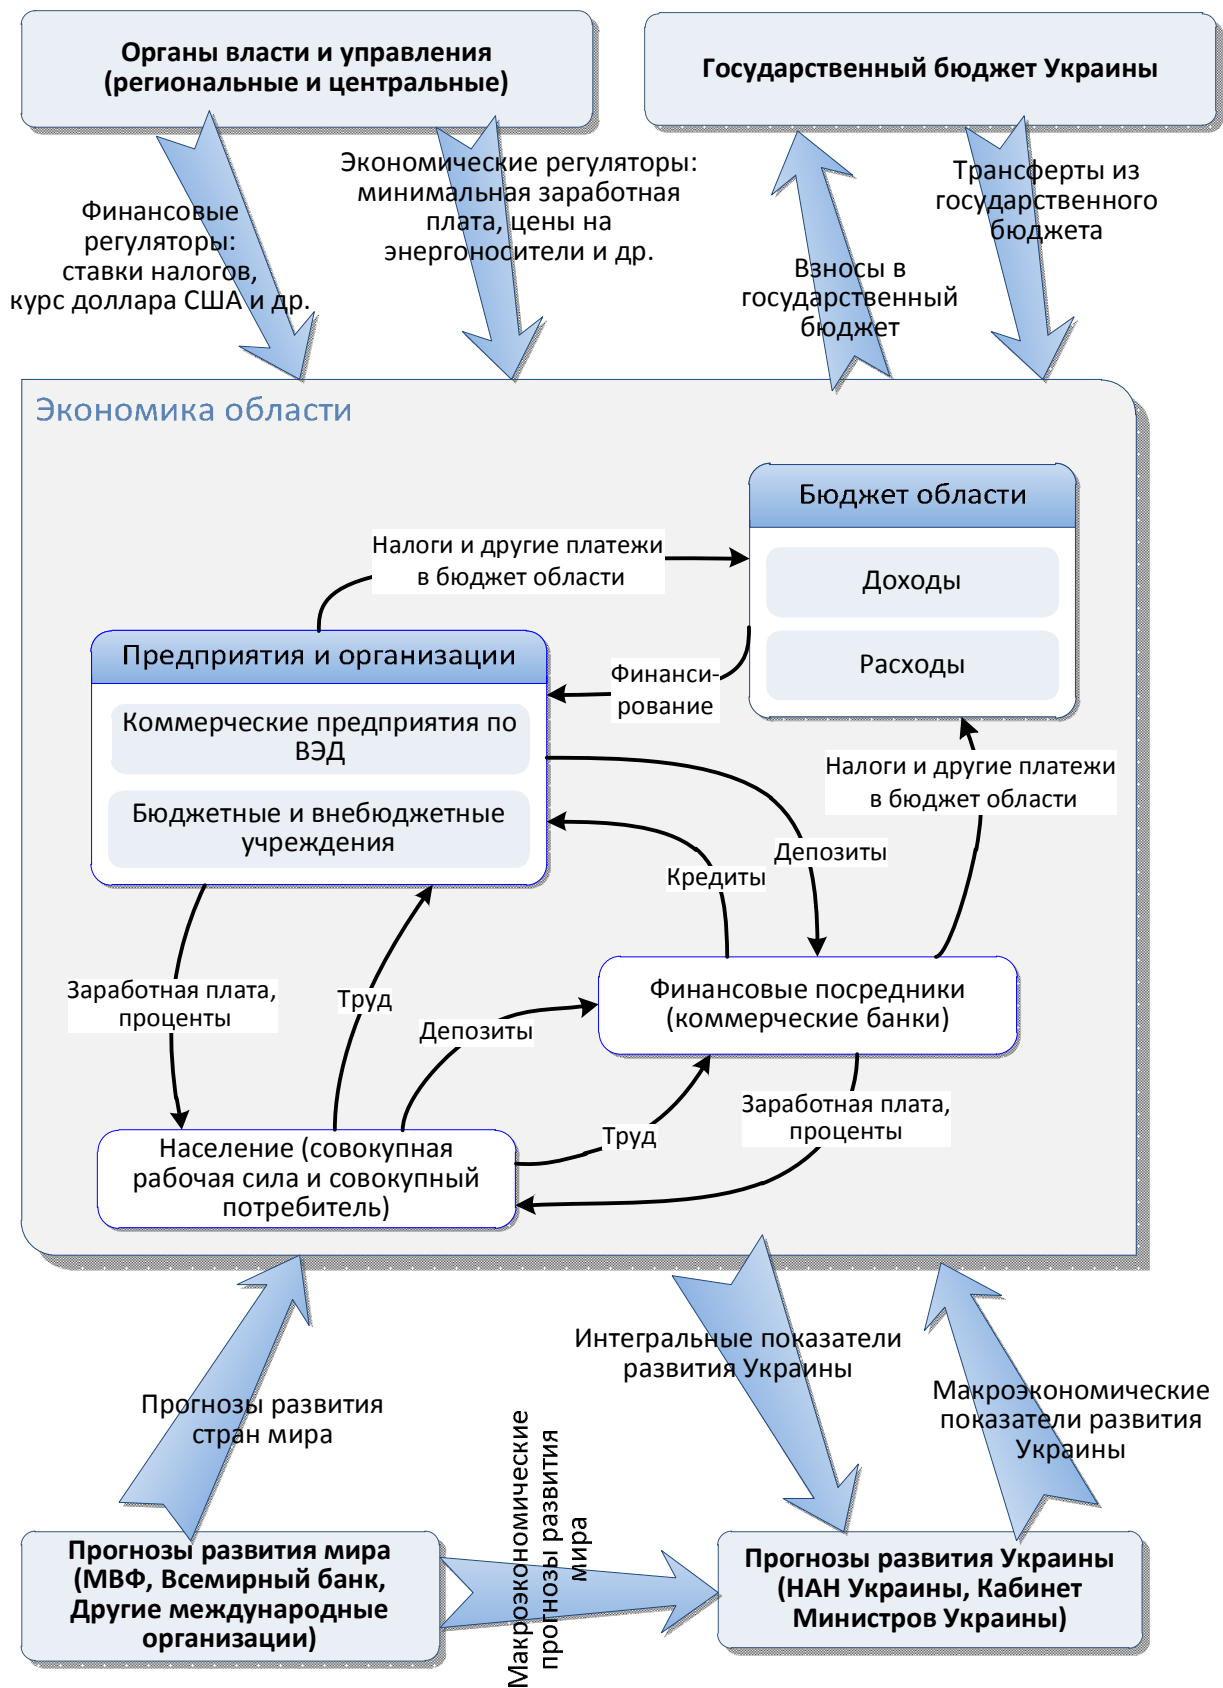 Органы власти и управления
(региональные и центральные)
Государственный бюджет Украины
Экономические регуляторы:
минимальная заработная
плата, цены на
энергоносители и др.
Финансовые
регуляторы:
ставки налогов,
курс доллара США и др.
Трансферты из
государственного
бюджета
Взносы в
государственный
бюджет
Экономика области
Бюджет области
Доходы
Расходы
Налоги и другие платежи
в бюджет области
Предприятия и организации
Коммерческие предприятия по
ВЭД
Бюджетные и внебюджетные
учреждения
Финанси-
рование
Налоги и другие платежи
в бюджет области
Депозиты
Кредиты
Заработная плата,
проценты
Труд
Депозиты
Финансовые посредники
(коммерческие банки)
Заработная плата,
проценты
Труд
Население (совокупная
рабочая сила и совокупный
потребитель)
Интегральные показатели
развития Украины
Прогнозы развития
стран мира
Макроэкономические
показатели развития
Украины
Макроэкономические
прогнозы развития
мира
Прогнозы развития мира
(МВФ, Всемирный банк,
Другие международные
организации)
Прогнозы развития Украины
(НАН Украины, Кабинет
Министров Украины)